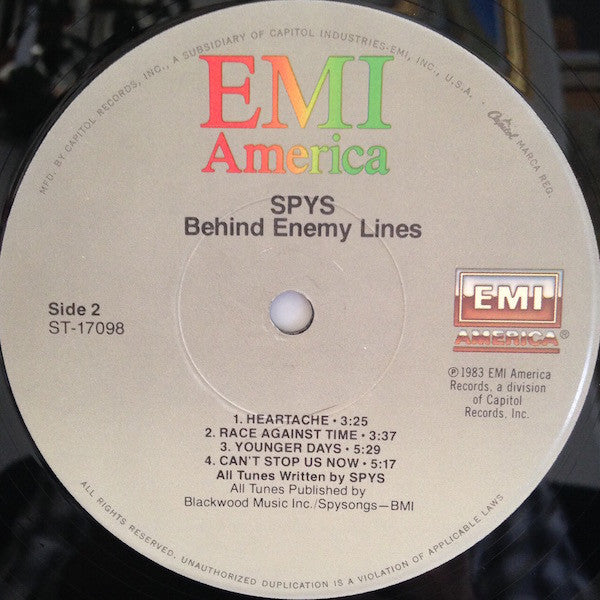 MFD. BY CAPITOL RECORDS, INC., A SUBSIDIARY OF CAPITOL INDUSTRIES-EMI, INC., U.S.A. · Capitol MARCA REG.
EMI
America
SPYS
Behind Enemy Lines
Side 2
ST-17098
EMI
AMERICA®
℗1983 EMI America
Records, a division
of Capitol
Records, Inc.
1. HEARTACHE • 3:25
2. RACE AGAINST TIME • 3:37
3. YOUNGER DAYS • 5:29
4. CAN'T STOP US NOW • 5:17
All Tunes Written by SPYS
All Tunes Published by
Blackwood Music Inc./Spysongs—BMI
ALL RIGHTS RESERVED. UNAUTHORIZED DUPLICATION IS A VIOLATION OF APPLICABLE LAWS